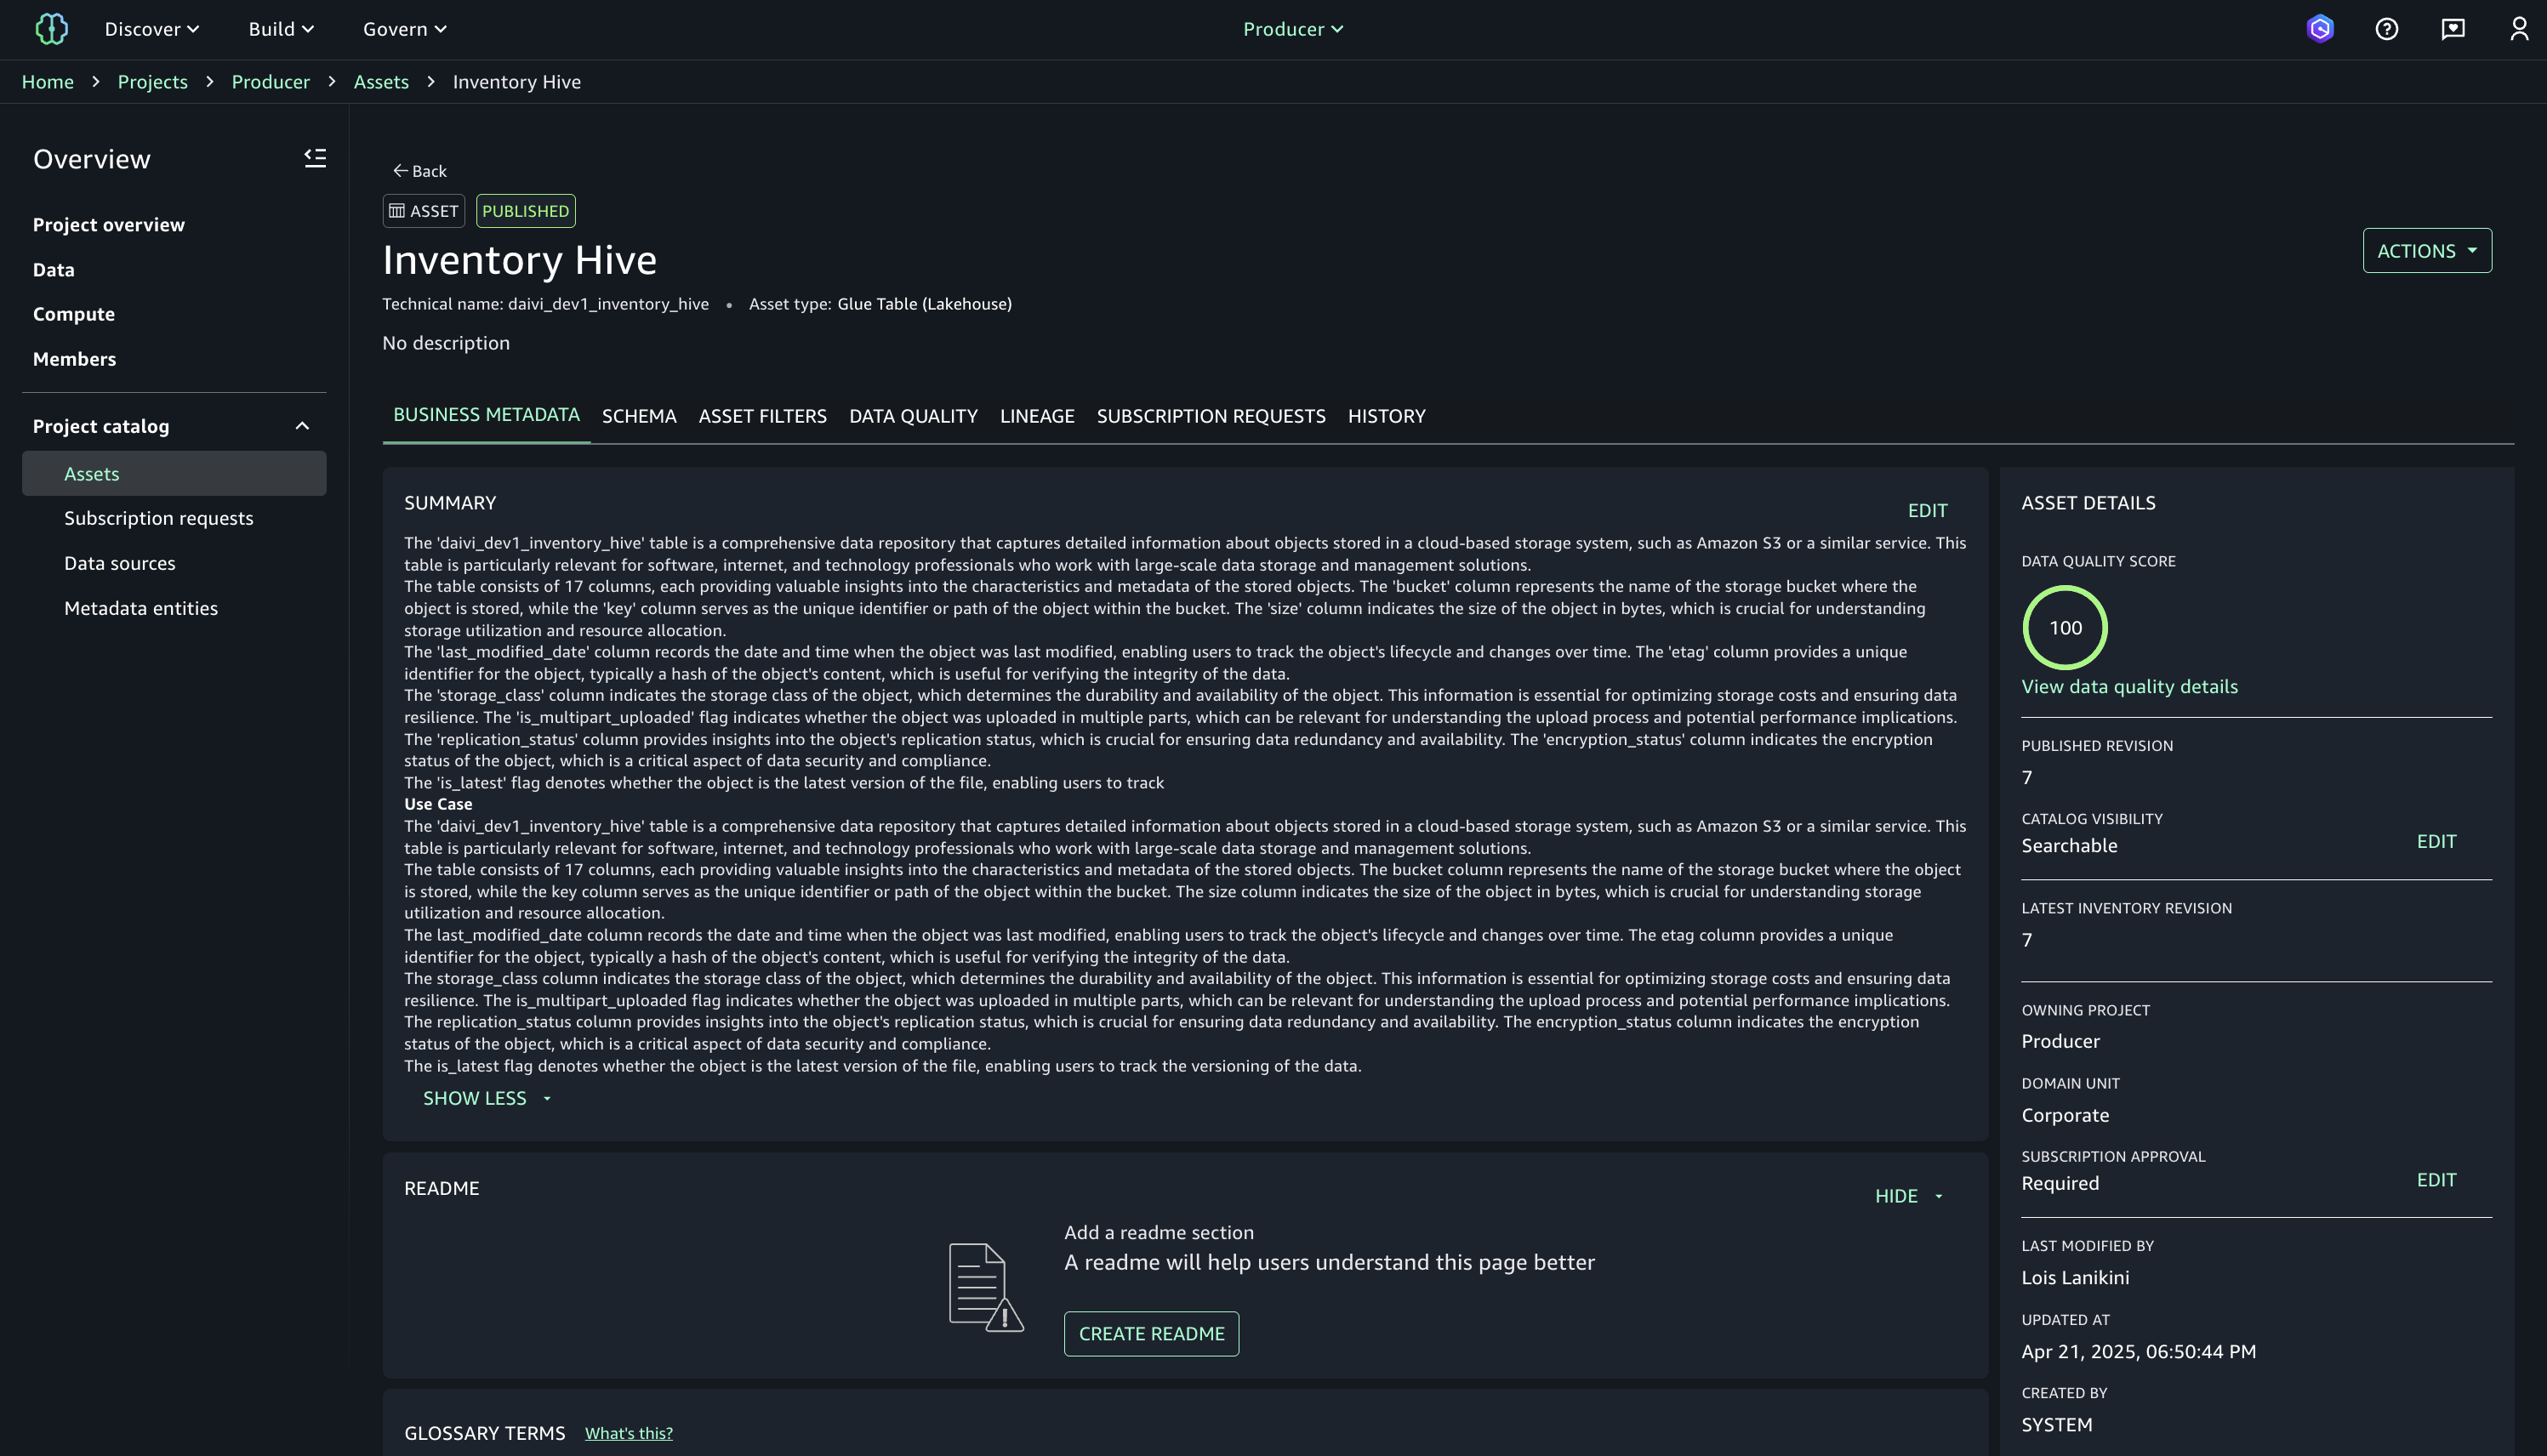 Discover
Build
Govern
Producer
Home > Projects > Producer > Assets > Inventory Hive
Overview
Project overview
Data
Compute
Members
Project catalog
Assets
Subscription requests
Data sources
Metadata entities
Back
ASSET
PUBLISHED
Inventory Hive
ACTIONS
Technical name: daivi_dev1_inventory_hive • Asset type: Glue Table (Lakehouse)
No description
BUSINESS METADATA
SCHEMA
ASSET FILTERS
DATA QUALITY
LINEAGE
SUBSCRIPTION REQUESTS
HISTORY
SUMMARY
EDIT
The 'daivi_dev1_inventory_hive' table is a comprehensive data repository that captures detailed information about objects stored in a cloud-based storage system, such as Amazon S3 or a similar service. This
table is particularly relevant for software, internet, and technology professionals who work with large-scale data storage and management solutions.
The table consists of 17 columns, each providing valuable insights into the characteristics and metadata of the stored objects. The 'bucket' column represents the name of the storage bucket where the
object is stored, while the 'key' column serves as the unique identifier or path of the object within the bucket. The 'size' column indicates the size of the object in bytes, which is crucial for understanding
storage utilization and resource allocation.
The 'last_modified_date' column records the date and time when the object was last modified, enabling users to track the object's lifecycle and changes over time. The 'etag' column provides a unique
identifier for the object, typically a hash of the object's content, which is useful for verifying the integrity of the data.
The 'storage_class' column indicates the storage class of the object, which determines the durability and availability of the object. This information is essential for optimizing storage costs and ensuring data
resilience. The 'is_multipart_uploaded' flag indicates whether the object was uploaded in multiple parts, which can be relevant for understanding the upload process and potential performance implications.
The 'replication_status' column provides insights into the object's replication status, which is crucial for ensuring data redundancy and availability. The 'encryption_status' column indicates the encryption
status of the object, which is a critical aspect of data security and compliance.
The 'is_latest' flag denotes whether the object is the latest version of the file, enabling users to track
Use Case
The 'daivi_dev1_inventory_hive' table is a comprehensive data repository that captures detailed information about objects stored in a cloud-based storage system, such as Amazon S3 or a similar service. This
table is particularly relevant for software, internet, and technology professionals who work with large-scale data storage and management solutions.
The table consists of 17 columns, each providing valuable insights into the characteristics and metadata of the stored objects. The bucket column represents the name of the storage bucket where the object
is stored, while the key column serves as the unique identifier or path of the object within the bucket. The size column indicates the size of the object in bytes, which is crucial for understanding storage
utilization and resource allocation.
The last_modified_date column records the date and time when the object was last modified, enabling users to track the object's lifecycle and changes over time. The etag column provides a unique
identifier for the object, typically a hash of the object's content, which is useful for verifying the integrity of the data.
The storage_class column indicates the storage class of the object, which determines the durability and availability of the object. This information is essential for optimizing storage costs and ensuring data
resilience. The is_multipart_uploaded flag indicates whether the object was uploaded in multiple parts, which can be relevant for understanding the upload process and potential performance implications.
The replication_status column provides insights into the object's replication status, which is crucial for ensuring data redundancy and availability. The encryption_status column indicates the encryption
status of the object, which is a critical aspect of data security and compliance.
The is_latest flag denotes whether the object is the latest version of the file, enabling users to track the versioning of the data.
SHOW LESS
README
HIDE
Add a readme section
A readme will help users understand this page better
CREATE README
GLOSSARY TERMS What's this?
ASSET DETAILS
DATA QUALITY SCORE
100
View data quality details
PUBLISHED REVISION
7
CATALOG VISIBILITY
Searchable
EDIT
LATEST INVENTORY REVISION
7
OWNING PROJECT
Producer
DOMAIN UNIT
Corporate
SUBSCRIPTION APPROVAL
Required
EDIT
LAST MODIFIED BY
Lois Lanikini
UPDATED AT
Apr 21, 2025, 06:50:44 PM
CREATED BY
SYSTEM